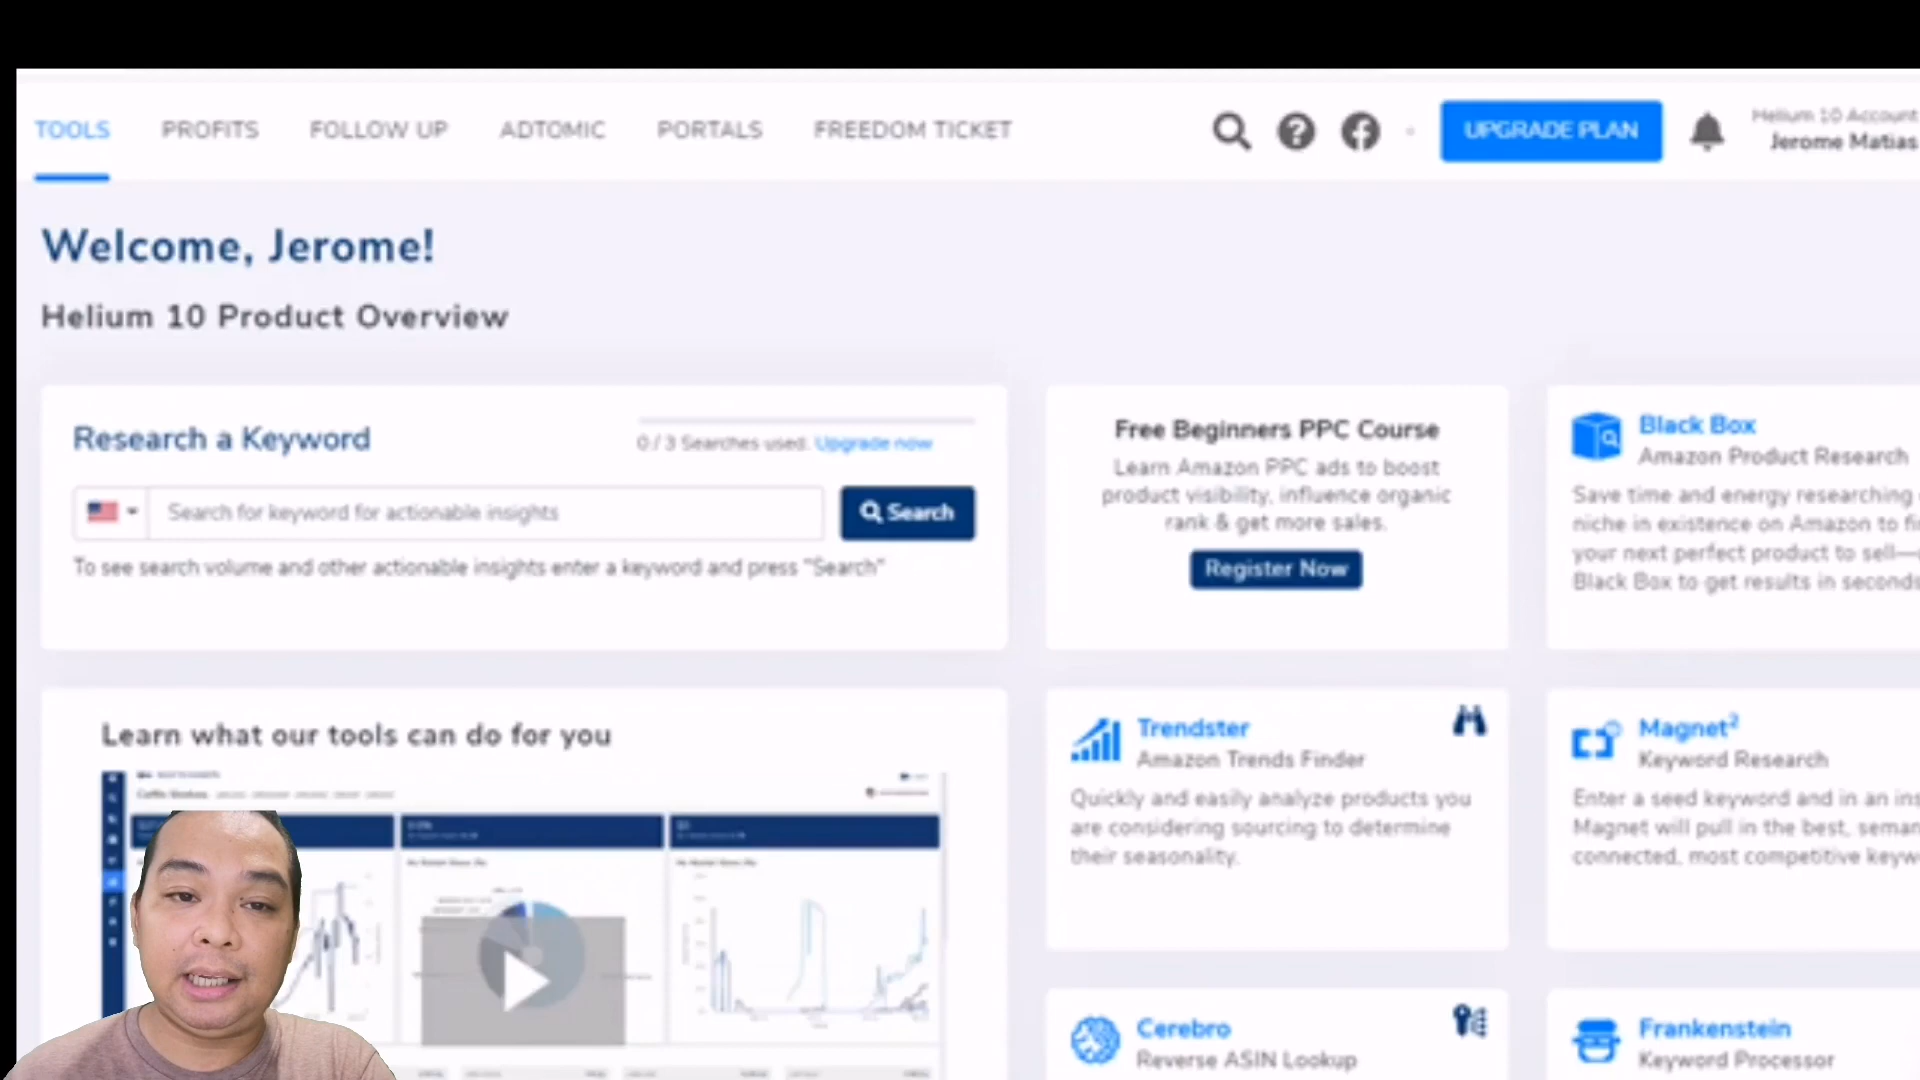 TOOLS PROFITS FOLLOW UP ADTOMIC PORTALS FREEDOM TICKET
UPGRADE PLAN
Helium 10 Account
Jerome Matias
Welcome, Jerome!
Helium 10 Product Overview
Research a Keyword
0 / 3 Searches used. Upgrade now
Search for keyword for actionable insights
Search
To see search volume and other actionable insights enter a keyword and press "Search"
Free Beginners PPC Course
Learn Amazon PPC ads to boost
product visibility, influence organic
rank & get more sales.
Register Now
Black Box
Amazon Product Research
Save time and energy researching
niche in existence on Amazon to
your next perfect product to sell—
Black Box to get results in seconds
Learn what our tools can do for you
Trendster
Amazon Trends Finder
Quickly and easily analyze products you
are considering sourcing to determine
their seasonality.
Magnet²
Keyword Research
Enter a seed keyword and in an
Magnet will pull in the best,
connected, most competitive
Cerebro
Reverse ASIN Lookup
Frankenstein
Keyword Processor